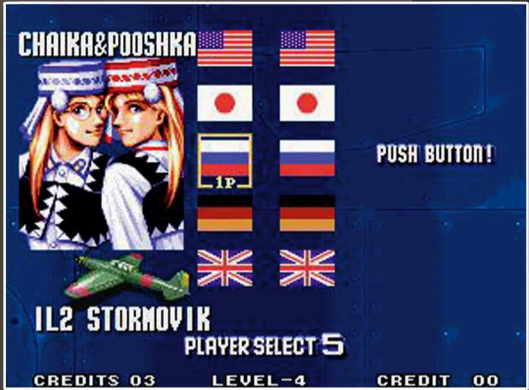 CHAIKA&POOSHKA
1P
PUSH BUTTON!
IL2 STORMOVIK
PLAYER SELECT 5
CREDITS 03 LEVEL-4 CREDIT 00